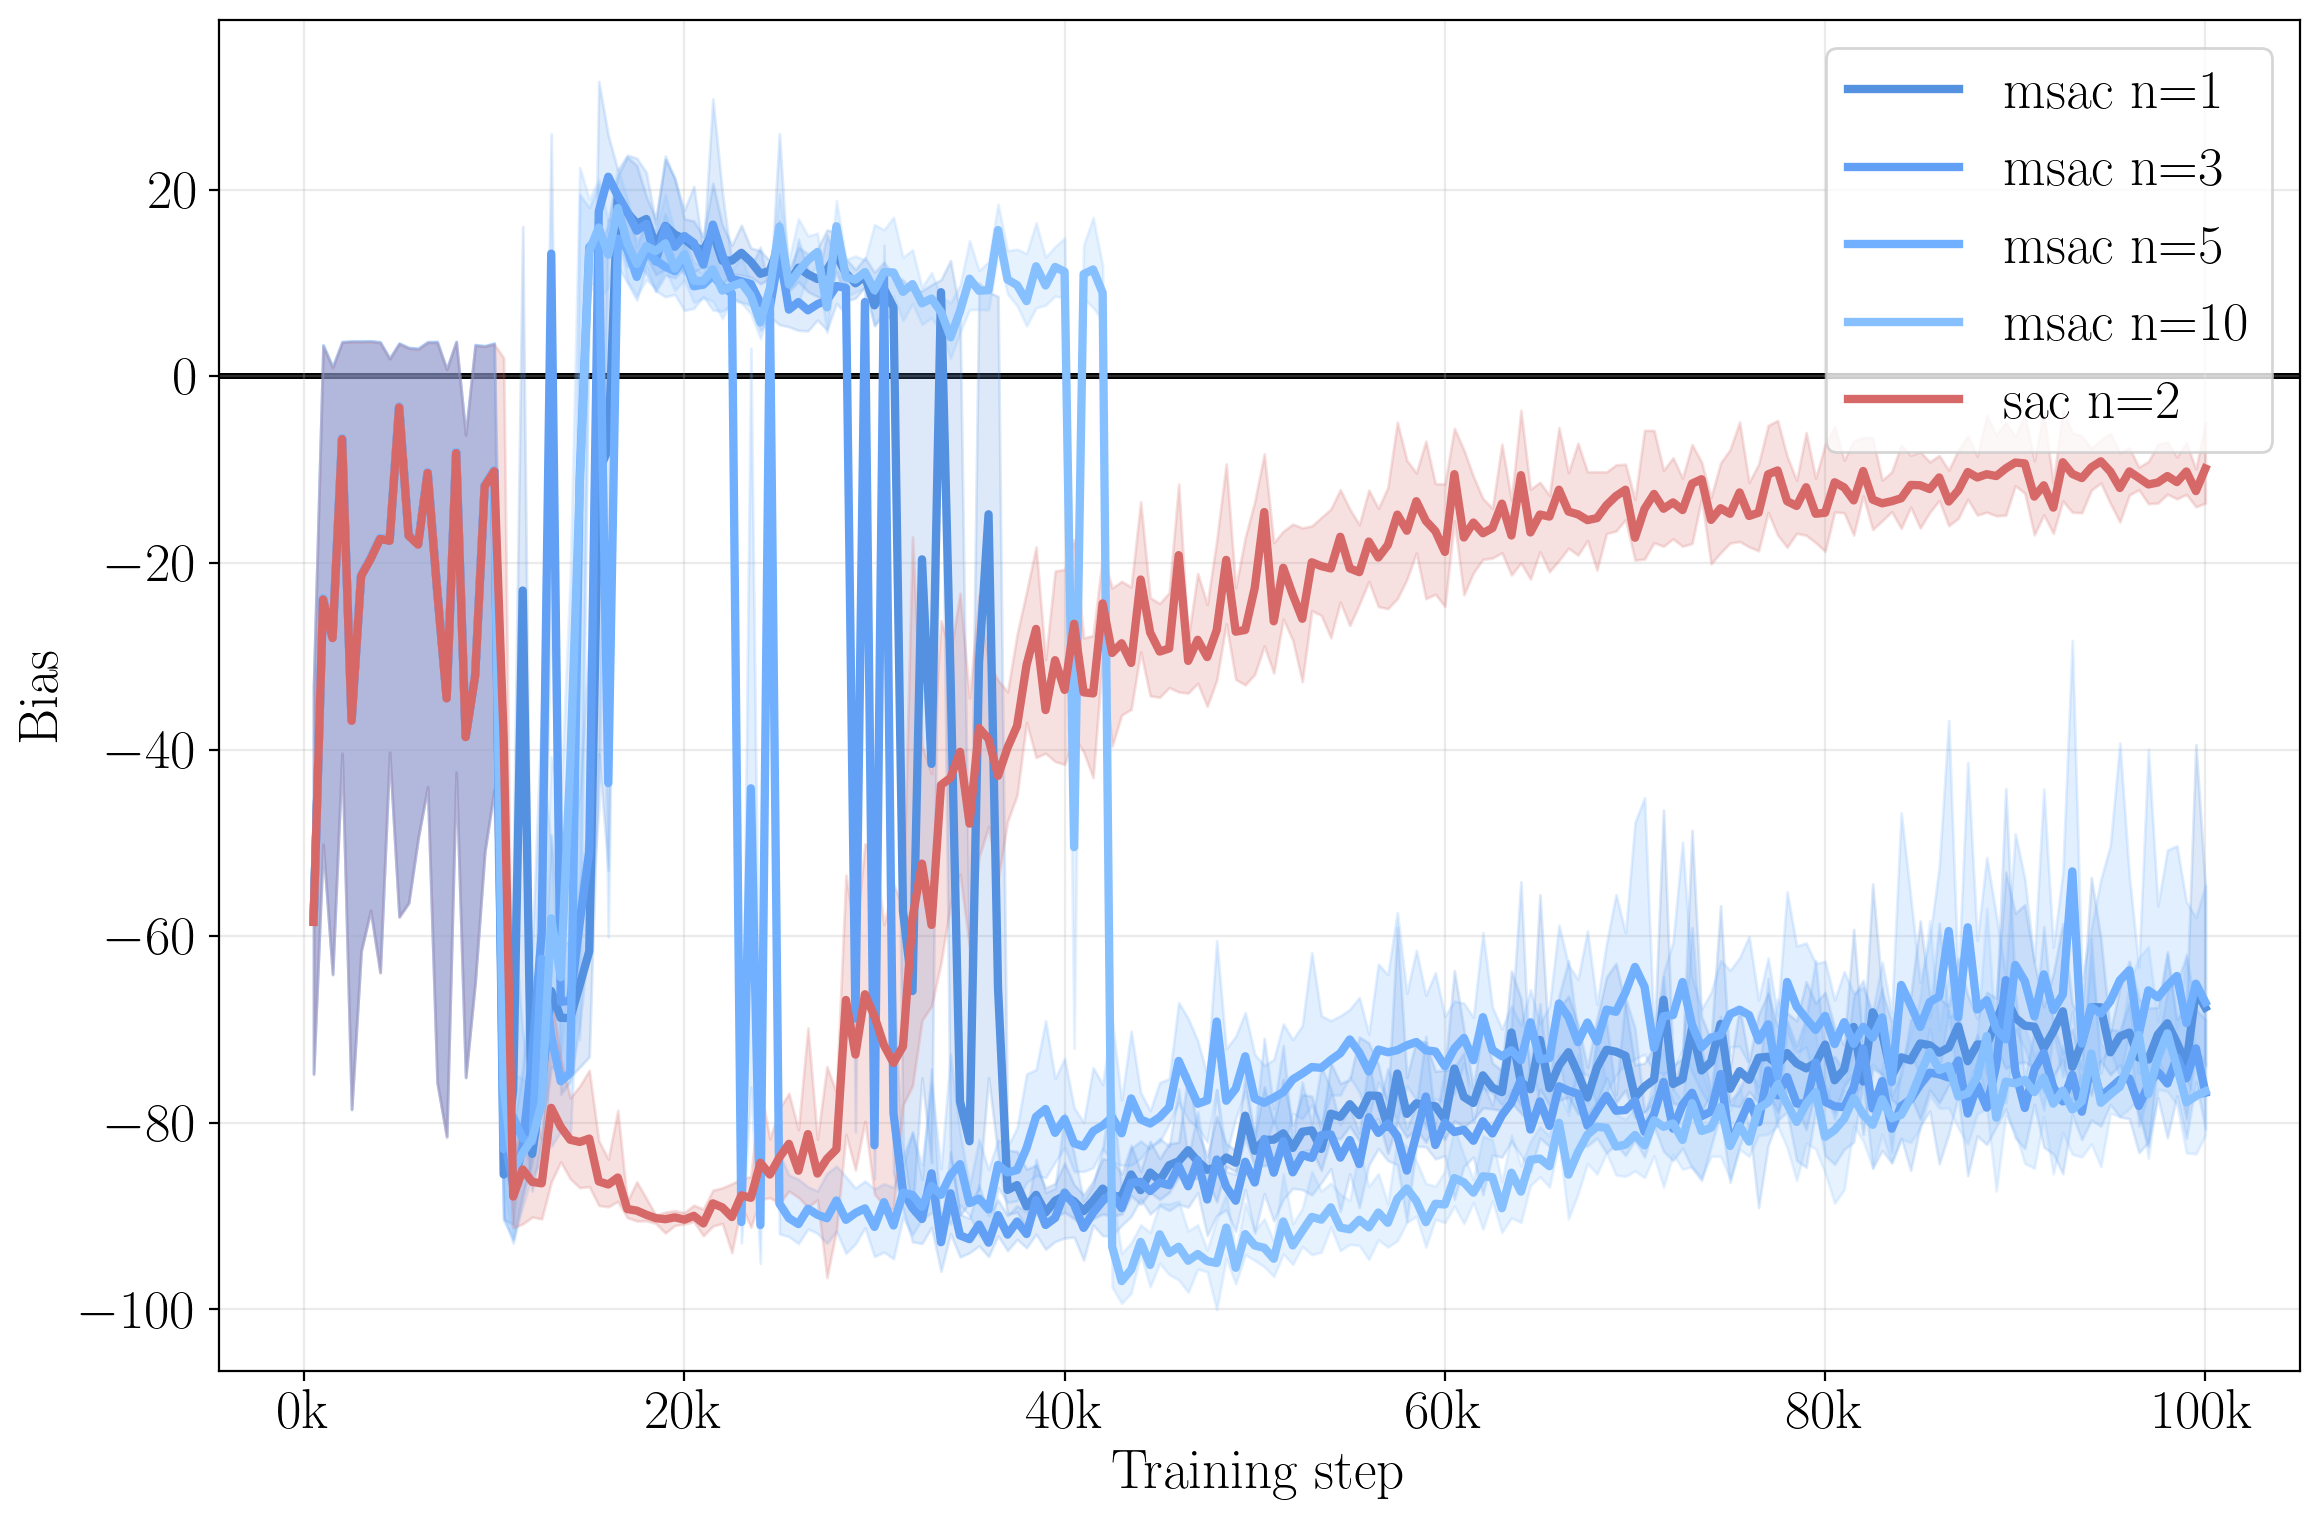 msac n=1
msac n=3
msac n=5
msac n=10
sac n=2
20
0
−20
−40
−60
−80
−100
Bias
0k 20k 40k 60k 80k 100k
Training step